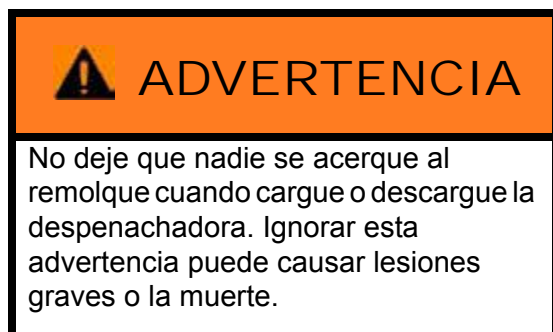 ADVERTENCIA
No deje que nadie se acerque al
remolque cuando cargue o descargue la
despenachadora. Ignorar esta
advertencia puede causar lesiones
graves o la muerte.